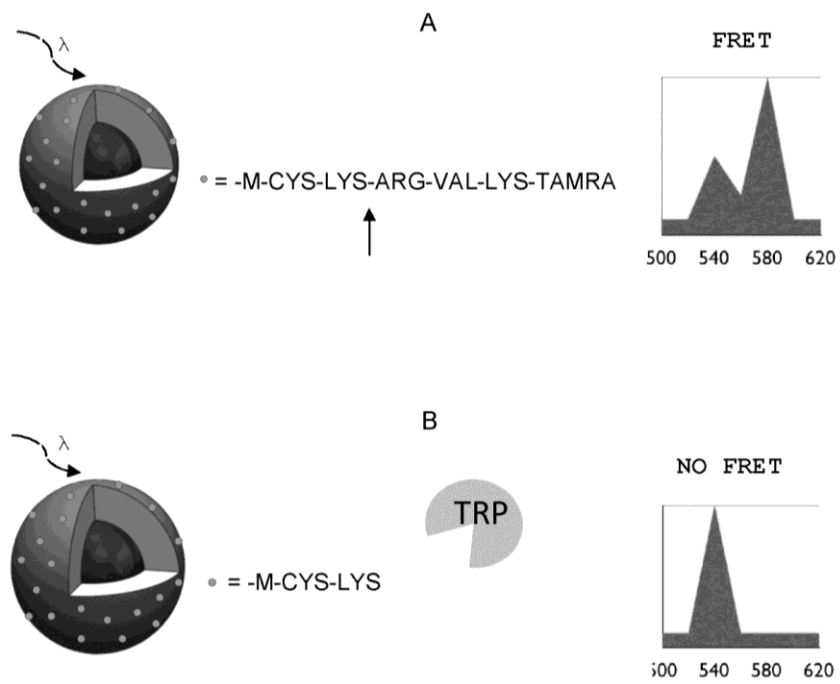 A
FRET
λ
= -M-CYS-LYS-ARG-VAL-LYS-TAMRA
500 540 580 620
B
λ
NO FRET
TRP
= -M-CYS-LYS
500 540 580 620